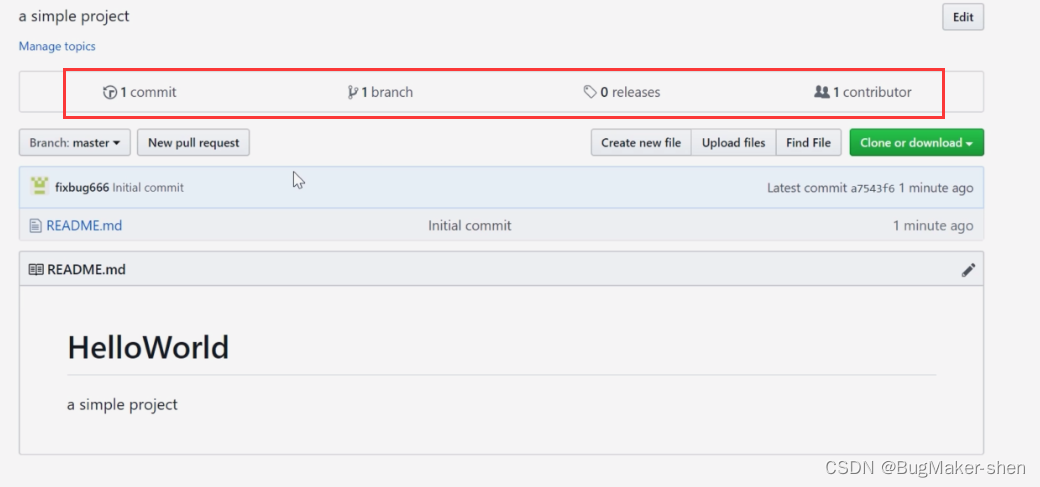 a simple project
Edit
Manage topics
1 commit 1 branch 0 releases 1 contributor
Branch: master New pull request Create new file Upload files Find File Clone or download
fixbug666 Initial commit Latest commit a7543f6 1 minute ago
README.md Initial commit 1 minute ago
README.md
HelloWorld
a simple project
CSDN @BugMaker-shen